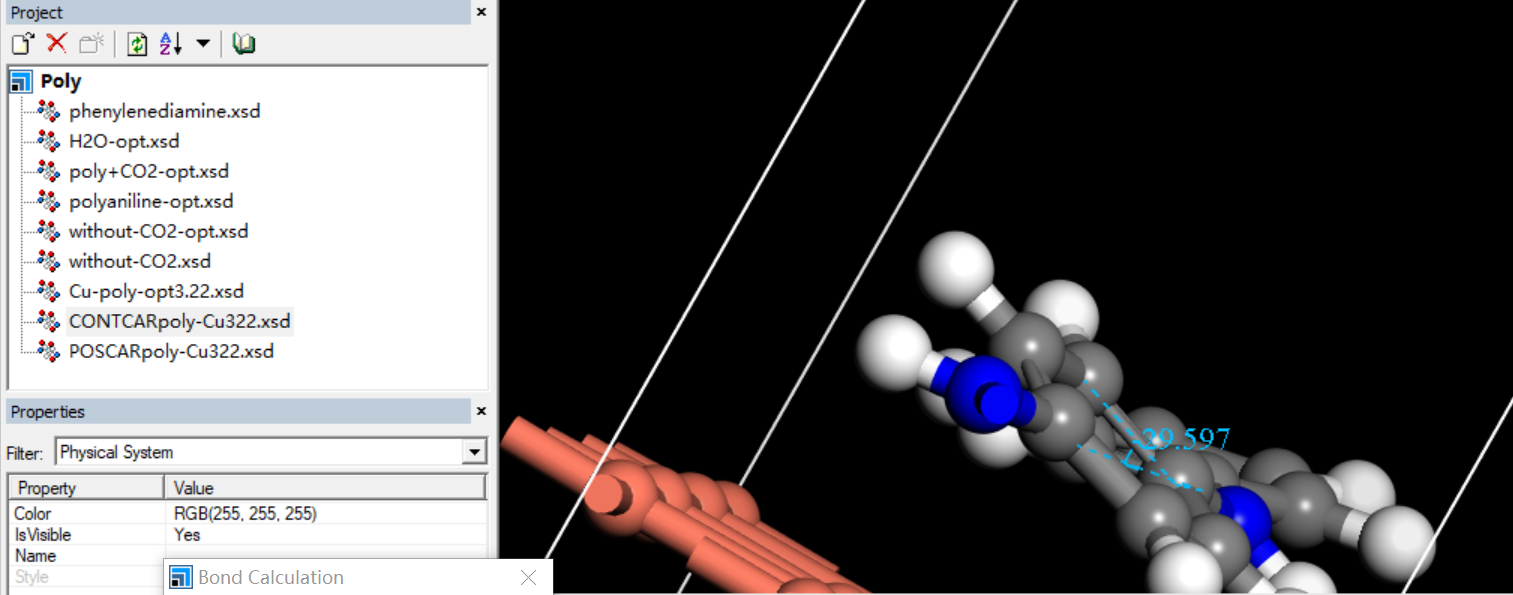 Project
Poly
phenylenediamine.xsd
H2O-opt.xsd
poly+CO2-opt.xsd
polyaniline-opt.xsd
without-CO2-opt.xsd
without-CO2.xsd
Cu-poly-opt3.22.xsd
CONTCARpoly-Cu322.xsd
POSCARpoly-Cu322.xsd
Properties
Filter: Physical System
Property Value
Color RGB(255, 255, 255)
IsVisible Yes
Name
Style
Bond Calculation
29.597